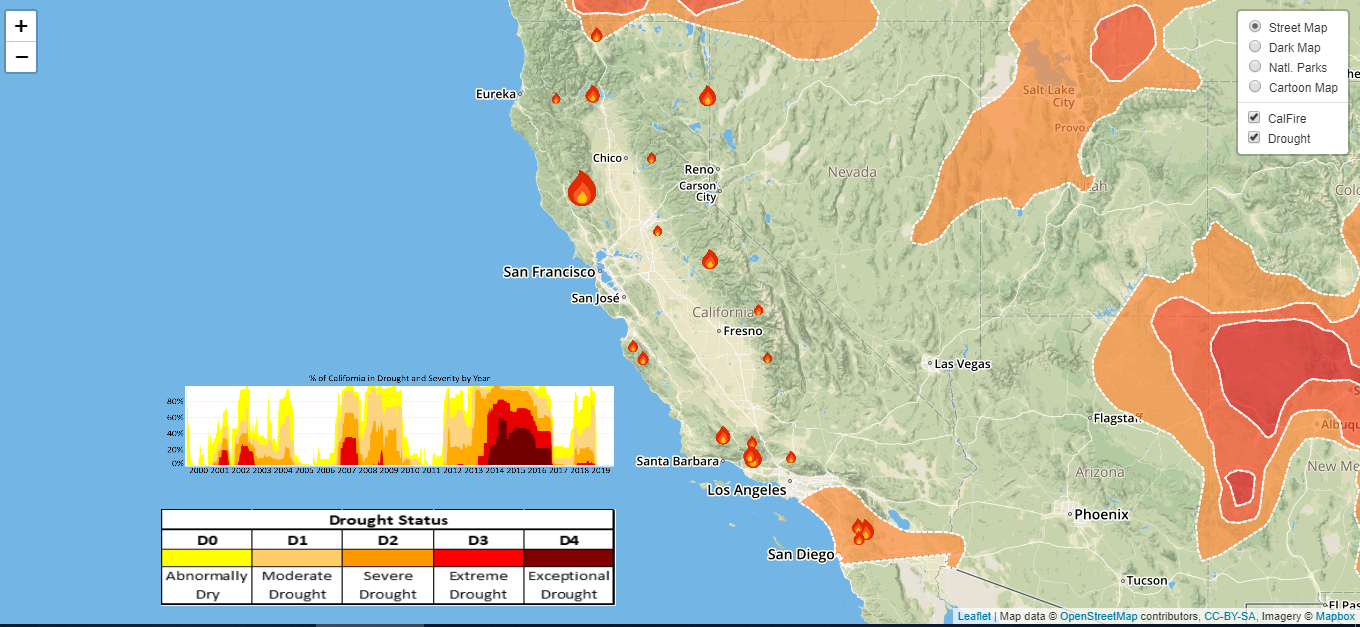 +
−
Street Map
Dark Map
Natl. Parks
Cartoon Map
CalFire
Drought
Eureka
Salt Lake
City
Provo
Chico
Reno
Carson
City
Nevada
San Francisco
San José
California
Fresno
Las Vegas
Flagstaff
Santa Barbara
Los Angeles
Arizona
New Me
Phoenix
San Diego
Tucson
El Pas
% of California in Drought and Severity by Year
80%
60%
40%
20%
0%
2000 2001 2002 2003 2004 2005 2006 2007 2008 2009 2010 2011 2012 2013 2014 2015 2016 2017 2018 2019
Drought Status
D0 D1 D2 D3 D4
Abnormally Moderate Severe Extreme Exceptional
Dry Drought Drought Drought Drought
Leaflet | Map data © OpenStreetMap contributors, CC-BY-SA, Imagery © Mapbox